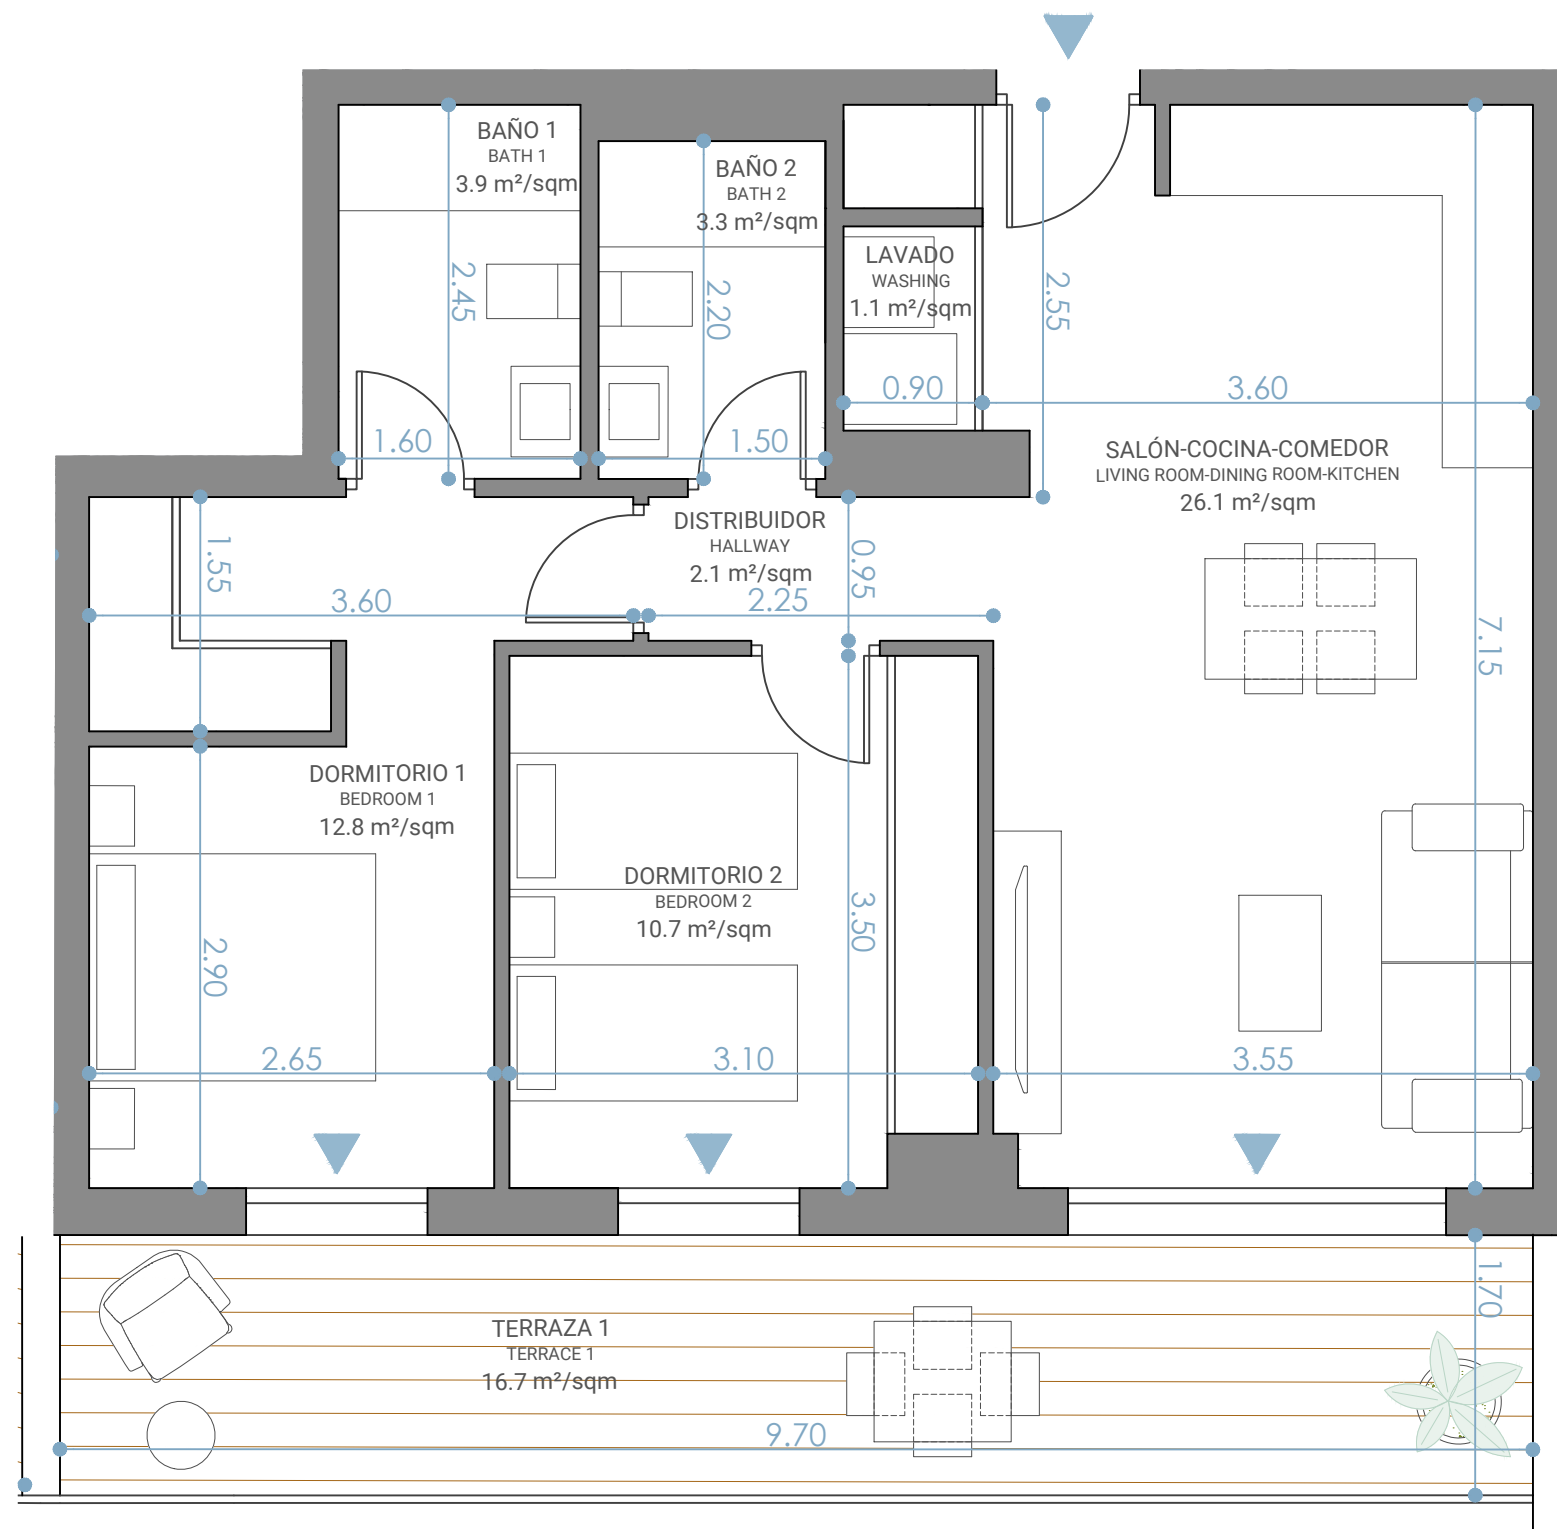 BAÑO 1
BATH 1
3.9 m²/sqm
BAÑO 2
BATH 2
3.3 m²/sqm
LAVADO
WASHING
1.1 m²/sqm
2.45
2.20
2.55
0.90
3.60
1.60
1.50
SALÓN-COCINA-COMEDOR
LIVING ROOM-DINING ROOM-KITCHEN
26.1 m²/sqm
DISTRIBUIDOR
HALLWAY
2.1 m²/sqm
1.55
0.95
3.60
2.25
7.15
DORMITORIO 1
BEDROOM 1
12.8 m²/sqm
DORMITORIO 2
BEDROOM 2
10.7 m²/sqm
3.50
2.90
2.65
3.10
3.55
1.70
TERRAZA 1
TERRACE 1
16.7 m²/sqm
9.70